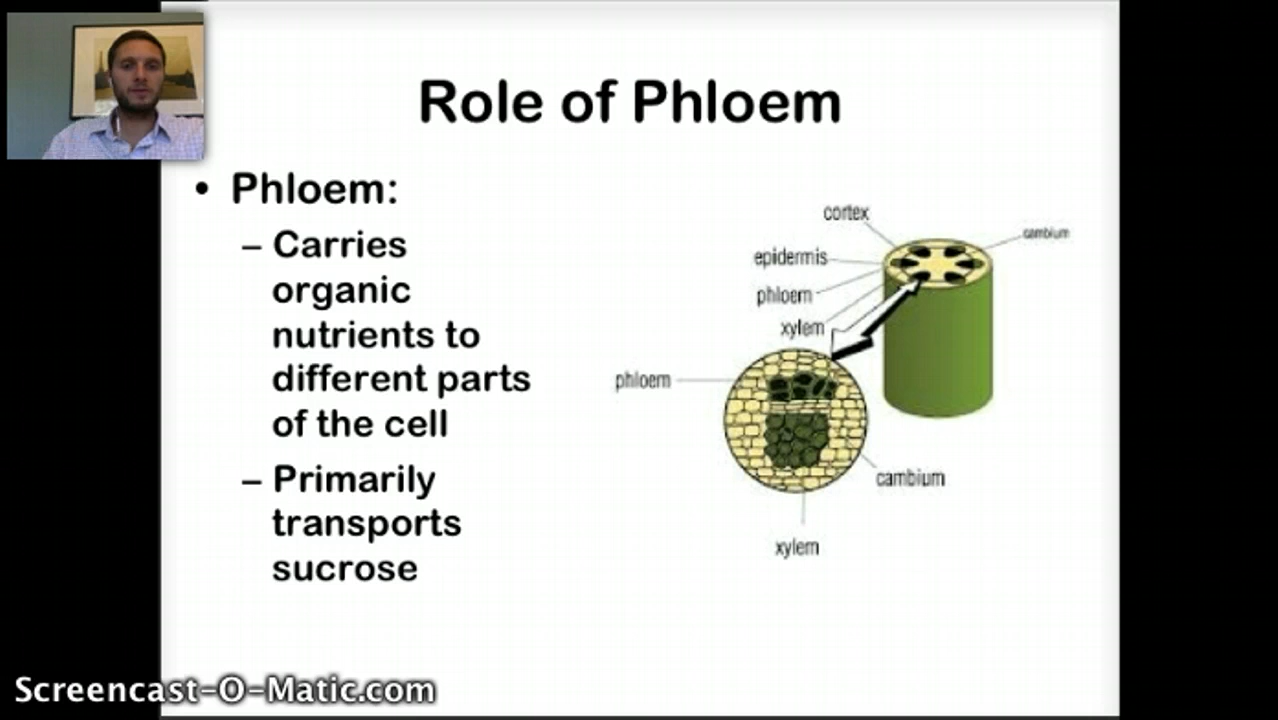 Role of Phloem
• Phloem:
– Carries
organic
nutrients to
different parts
of the cell
– Primarily
transports
sucrose
cortex
cambium
epidermis
phloem
xylem
phloem
cambium
xylem
Screencast-O-Matic.com